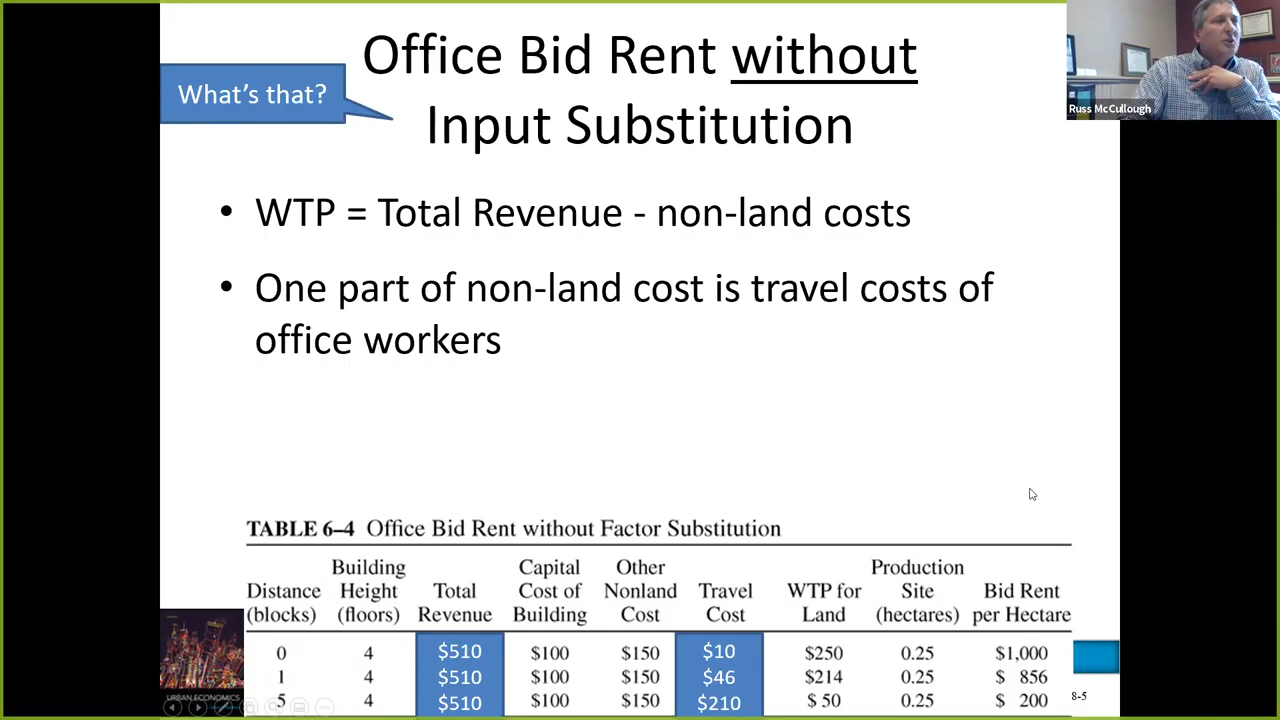 Office Bid Rent without
Input Substitution
What's that?
Russ McCullough
• WTP = Total Revenue - non-land costs
• One part of non-land cost is travel costs of
office workers
TABLE 6–4 Office Bid Rent without Factor Substitution
Distance (blocks) Building Height (floors) Total Revenue Capital Cost of Building Other Nonland Cost Travel Cost WTP for Land Production Site (hectares) Bid Rent per Hectare
0 4 $510 $100 $150 $10 $250 0.25 $1,000
1 4 $510 $100 $150 $46 $214 0.25 $ 856
5 4 $510 $100 $150 $210 $ 50 0.25 $ 200
URBAN ECONOMICS
8-5